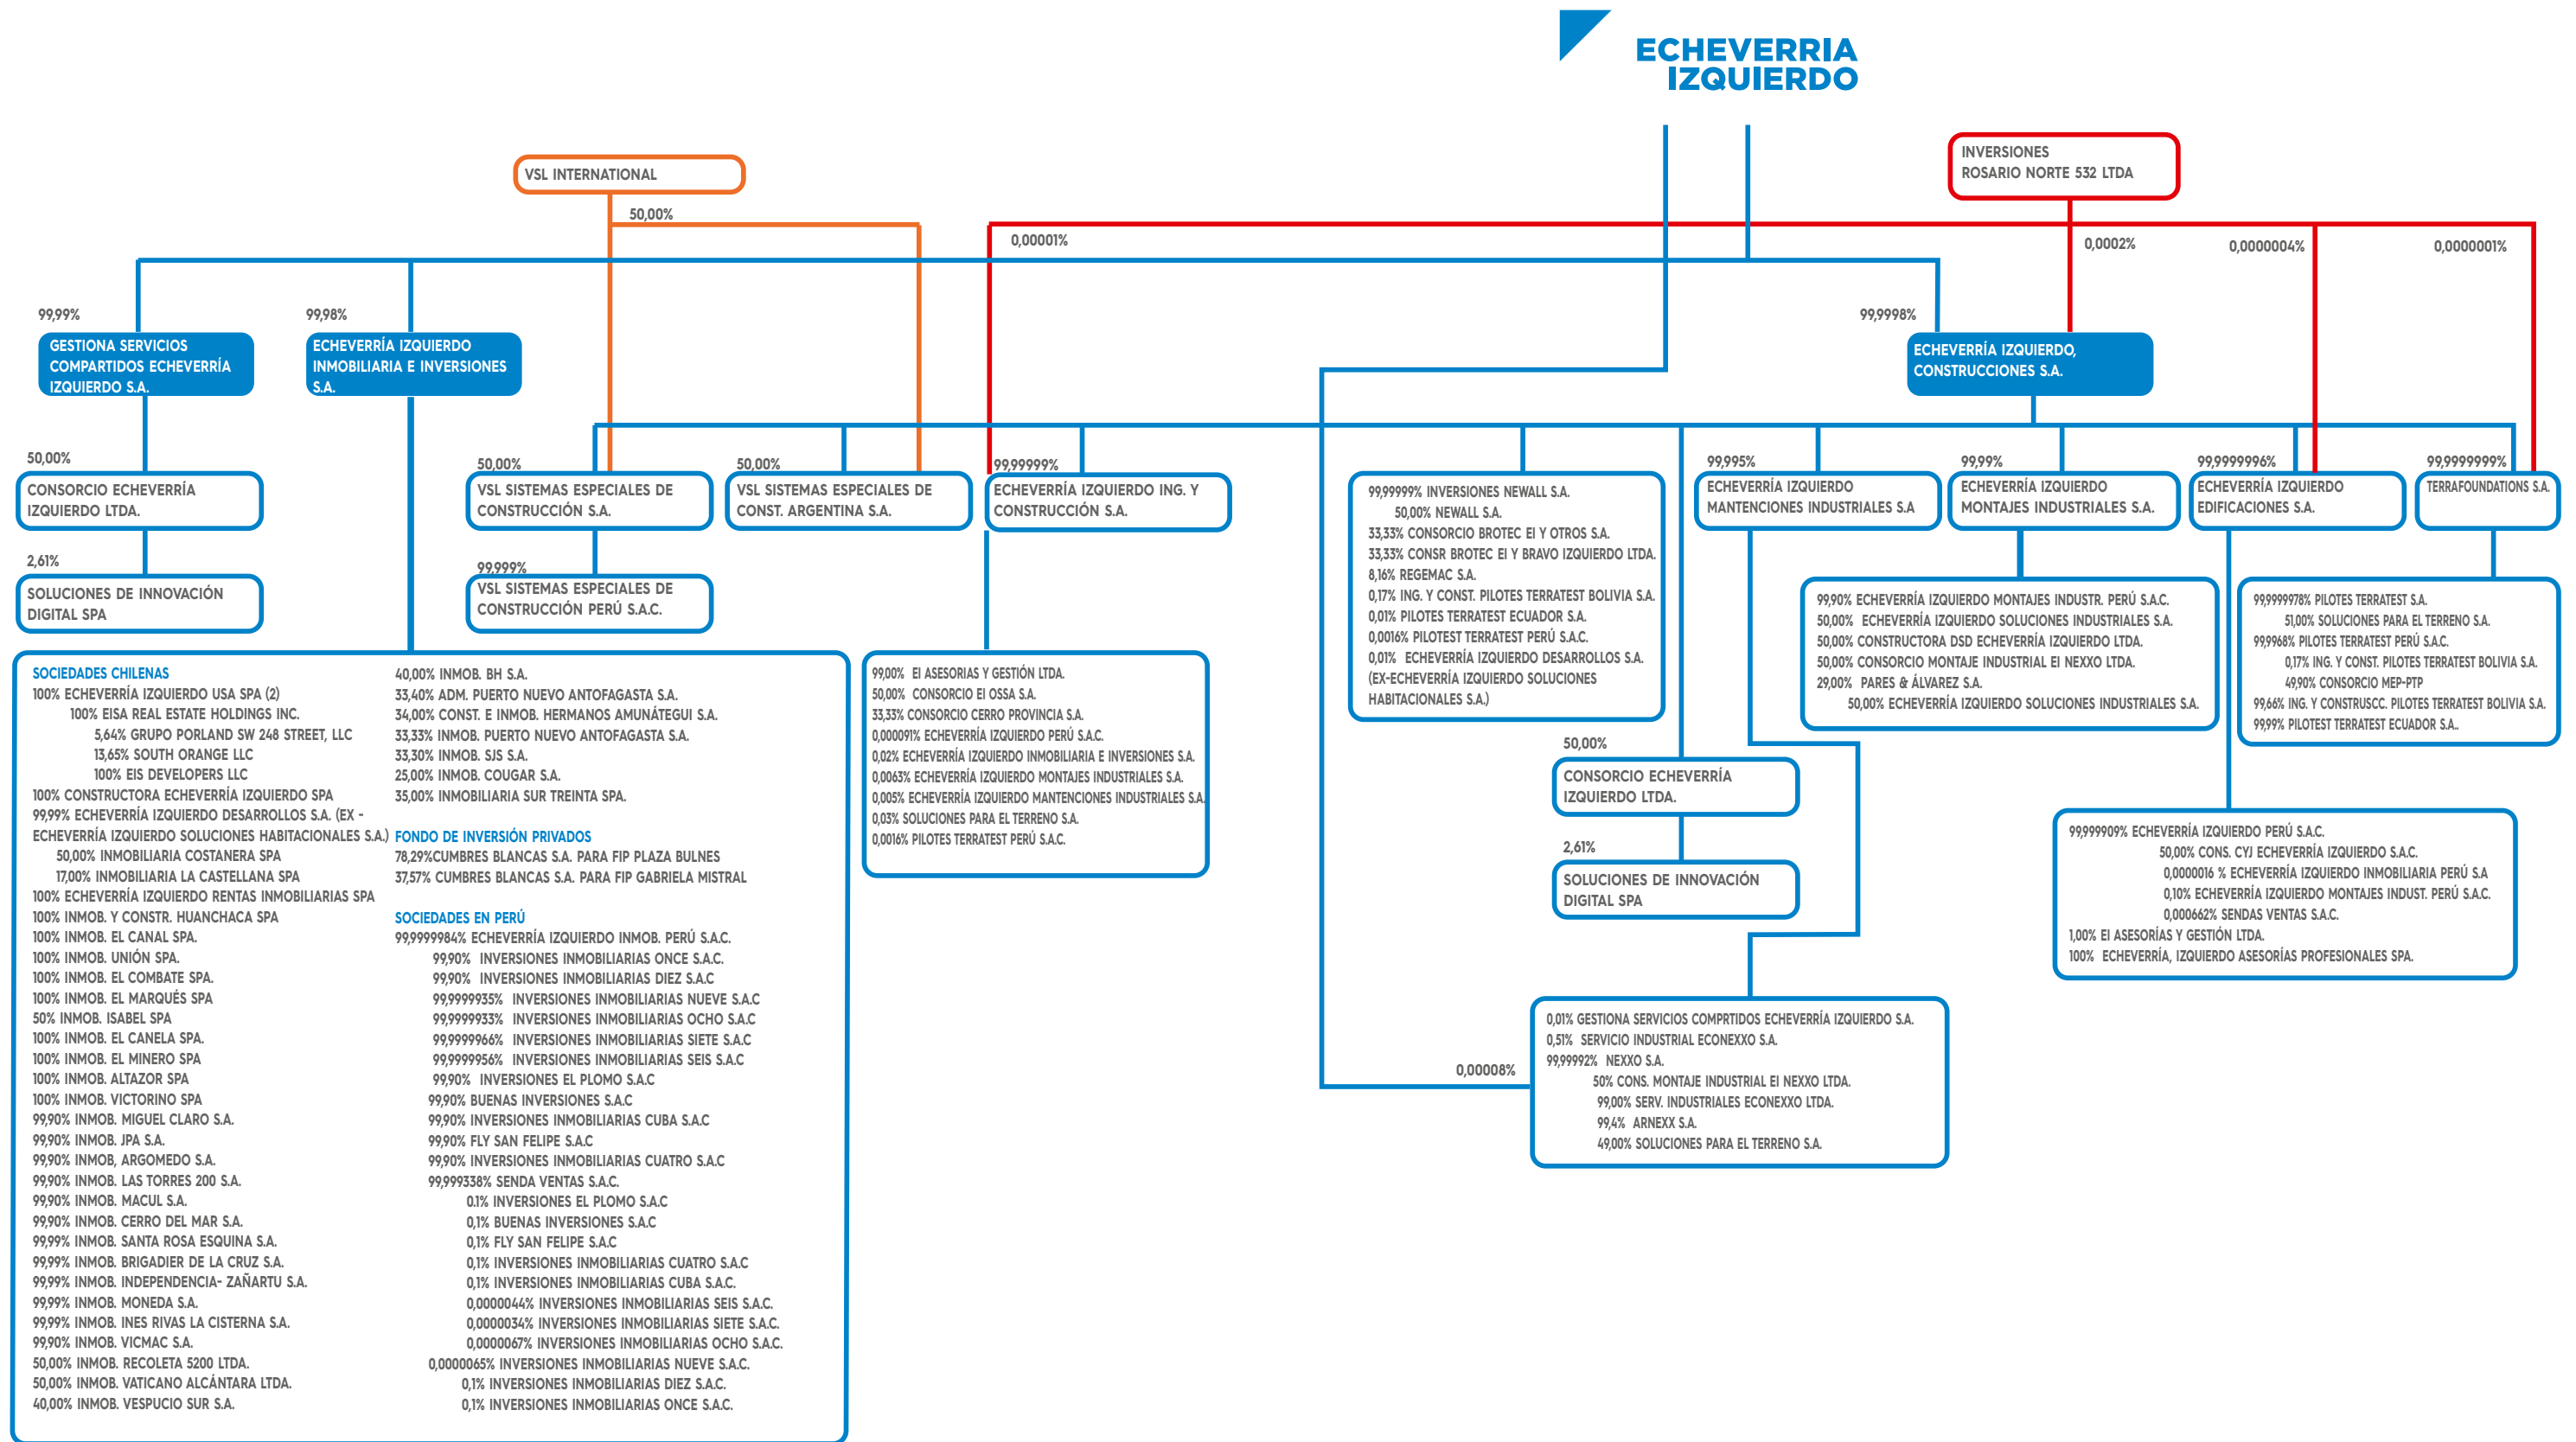 ECHEVERRIA
IZQUIERDO
VSL INTERNATIONAL
INVERSIONES
ROSARIO NORTE 532 LTDA
50,00%
0,00001%
0,0002%
0,0000004%
0,0000001%
99,99%
GESTIONA SERVICIOS
COMPARTIDOS ECHEVERRÍA
IZQUIERDO S.A.
99,98%
ECHEVERRÍA IZQUIERDO
INMOBILIARIA E INVERSIONES
S.A.
99,9998%
ECHEVERRÍA IZQUIERDO,
CONSTRUCCIONES S.A.
50,00%
CONSORCIO ECHEVERRÍA
IZQUIERDO LTDA.
2,61%
SOLUCIONES DE INNOVACIÓN
DIGITAL SPA
50,00%
VSL SISTEMAS ESPECIALES DE
CONSTRUCCIÓN S.A.
99,999%
VSL SISTEMAS ESPECIALES DE
CONSTRUCCIÓN PERÚ S.A.C.
50,00%
VSL SISTEMAS ESPECIALES DE
CONST. ARGENTINA S.A.
99,99999%
ECHEVERRÍA IZQUIERDO ING. Y
CONSTRUCCIÓN S.A.
99,99999% INVERSIONES NEWALL S.A.
50,00% NEWALL S.A.
33,33% CONSORCIO BROTEC EI Y OTROS S.A.
33,33% CONSR BROTEC EI Y BRAVO IZQUIERDO LTDA.
8,16% REGEMAC S.A.
0,17% ING. Y CONST. PILOTES TERRATEST BOLIVIA S.A.
0,01% PILOTES TERRATEST ECUADOR S.A.
0,0016% PILOTEST TERRATEST PERÚ S.A.C.
0,01% ECHEVERRÍA IZQUIERDO DESARROLLOS S.A.
(EX-ECHEVERRÍA IZQUIERDO SOLUCIONES
HABITACIONALES S.A.)
99,995%
ECHEVERRÍA IZQUIERDO
MANTENCIONES INDUSTRIALES S.A
99,99%
ECHEVERRÍA IZQUIERDO
MONTAJES INDUSTRIALES S.A.
99,9999996%
ECHEVERRÍA IZQUIERDO
EDIFICACIONES S.A.
99,9999999%
TERRAFOUNDATIONS S.A.
99,90% ECHEVERRÍA IZQUIERDO MONTAJES INDUSTR. PERÚ S.A.C.
50,00% ECHEVERRÍA IZQUIERDO SOLUCIONES INDUSTRIALES S.A.
50,00% CONSTRUCTORA DSD ECHEVERRÍA IZQUIERDO LTDA.
50,00% CONSORCIO MONTAJE INDUSTRIAL EI NEXXO LTDA.
29,00% PARES & ÁLVAREZ S.A.
50,00% ECHEVERRÍA IZQUIERDO SOLUCIONES INDUSTRIALES S.A.
99,9999978% PILOTES TERRATEST S.A.
51,00% SOLUCIONES PARA EL TERRENO S.A.
99,9968% PILOTES TERRATEST PERÚ S.A.C.
0,17% ING. Y CONST. PILOTES TERRATEST BOLIVIA S.A.
49,90% CONSORCIO MEP-PTP
99,66% ING. Y CONSTRUSCC. PILOTES TERRATEST BOLIVIA S.A.
99,99% PILOTEST TERRATEST ECUADOR S.A..
SOCIEDADES CHILENAS
100% ECHEVERRÍA IZQUIERDO USA SPA (2)
100% EISA REAL ESTATE HOLDINGS INC.
5,64% GRUPO PORLAND SW 248 STREET, LLC
13,65% SOUTH ORANGE LLC
100% EIS DEVELOPERS LLC
100% CONSTRUCTORA ECHEVERRÍA IZQUIERDO SPA
99,99% ECHEVERRÍA IZQUIERDO DESARROLLOS S.A. (EX -
ECHEVERRÍA IZQUIERDO SOLUCIONES HABITACIONALES S.A.)
50,00% INMOBILIARIA COSTANERA SPA
17,00% INMOBILIARIA LA CASTELLANA SPA
100% ECHEVERRÍA IZQUIERDO RENTAS INMOBILIARIAS SPA
100% INMOB. Y CONSTR. HUANCHACA SPA
100% INMOB. EL CANAL SPA.
100% INMOB. UNIÓN SPA.
100% INMOB. EL COMBATE SPA.
100% INMOB. EL MARQUÉS SPA
50% INMOB. ISABEL SPA
100% INMOB. EL CANELA SPA.
100% INMOB. EL MINERO SPA
100% INMOB. ALTAZOR SPA
100% INMOB. VICTORINO SPA
99,90% INMOB. MIGUEL CLARO S.A.
99,90% INMOB. JPA S.A.
99,90% INMOB, ARGOMEDO S.A.
99,90% INMOB. LAS TORRES 200 S.A.
99,90% INMOB. MACUL S.A.
99,90% INMOB. CERRO DEL MAR S.A.
99,99% INMOB. SANTA ROSA ESQUINA S.A.
99,99% INMOB. BRIGADIER DE LA CRUZ S.A.
99,99% INMOB. INDEPENDENCIA- ZAÑARTU S.A.
99,99% INMOB. MONEDA S.A.
99,99% INMOB. INES RIVAS LA CISTERNA S.A.
99,90% INMOB. VICMAC S.A.
50,00% INMOB. RECOLETA 5200 LTDA.
50,00% INMOB. VATICANO ALCÁNTARA LTDA.
40,00% INMOB. VESPUCIO SUR S.A.
40,00% INMOB. BH S.A.
33,40% ADM. PUERTO NUEVO ANTOFAGASTA S.A.
34,00% CONST. E INMOB. HERMANOS AMUNÁTEGUI S.A.
33,33% INMOB. PUERTO NUEVO ANTOFAGASTA S.A.
33,30% INMOB. SJS S.A.
25,00% INMOB. COUGAR S.A.
35,00% INMOBILIARIA SUR TREINTA SPA.
FONDO DE INVERSIÓN PRIVADOS
78,29%CUMBRES BLANCAS S.A. PARA FIP PLAZA BULNES
37,57% CUMBRES BLANCAS S.A. PARA FIP GABRIELA MISTRAL
SOCIEDADES EN PERÚ
99,9999984% ECHEVERRÍA IZQUIERDO INMOB. PERÚ S.A.C.
99,90% INVERSIONES INMOBILIARIAS ONCE S.A.C.
99,90% INVERSIONES INMOBILIARIAS DIEZ S.A.C
99,9999935% INVERSIONES INMOBILIARIAS NUEVE S.A.C
99,9999933% INVERSIONES INMOBILIARIAS OCHO S.A.C
99,9999966% INVERSIONES INMOBILIARIAS SIETE S.A.C
99,9999956% INVERSIONES INMOBILIARIAS SEIS S.A.C
99,90% INVERSIONES EL PLOMO S.A.C
99,90% BUENAS INVERSIONES S.A.C
99,90% INVERSIONES INMOBILIARIAS CUBA S.A.C
99,90% FLY SAN FELIPE S.A.C
99,90% INVERSIONES INMOBILIARIAS CUATRO S.A.C
99,999338% SENDA VENTAS S.A.C.
0.1% INVERSIONES EL PLOMO S.A.C
0,1% BUENAS INVERSIONES S.A.C
0,1% FLY SAN FELIPE S.A.C
0,1% INVERSIONES INMOBILIARIAS CUATRO S.A.C
0,1% INVERSIONES INMOBILIARIAS CUBA S.A.C.
0,0000044% INVERSIONES INMOBILIARIAS SEIS S.A.C.
0,0000034% INVERSIONES INMOBILIARIAS SIETE S.A.C.
0,0000067% INVERSIONES INMOBILIARIAS OCHO S.A.C.
0,0000065% INVERSIONES INMOBILIARIAS NUEVE S.A.C.
0,1% INVERSIONES INMOBILIARIAS DIEZ S.A.C.
0,1% INVERSIONES INMOBILIARIAS ONCE S.A.C.
99,00% EI ASESORIAS Y GESTIÓN LTDA.
50,00% CONSORCIO EI OSSA S.A.
33,33% CONSORCIO CERRO PROVINCIA S.A.
0,000091% ECHEVERRÍA IZQUIERDO PERÚ S.A.C.
0,02% ECHEVERRÍA IZQUIERDO INMOBILIARIA E INVERSIONES S.A.
0,0063% ECHEVERRÍA IZQUIERDO MONTAJES INDUSTRIALES S.A.
0,005% ECHEVERRÍA IZQUIERDO MANTENCIONES INDUSTRIALES S.A.
0,03% SOLUCIONES PARA EL TERRENO S.A.
0,0016% PILOTES TERRATEST PERÚ S.A.C.
50,00%
CONSORCIO ECHEVERRÍA
IZQUIERDO LTDA.
2,61%
SOLUCIONES DE INNOVACIÓN
DIGITAL SPA
99,999909% ECHEVERRÍA IZQUIERDO PERÚ S.A.C.
50,00% CONS. CYJ ECHEVERRÍA IZQUIERDO S.A.C.
0,0000016 % ECHEVERRÍA IZQUIERDO INMOBILIARIA PERÚ S.A
0,10% ECHEVERRÍA IZQUIERDO MONTAJES INDUST. PERÚ S.A.C.
0,000662% SENDAS VENTAS S.A.C.
1,00% EI ASESORÍAS Y GESTIÓN LTDA.
100% ECHEVERRÍA, IZQUIERDO ASESORÍAS PROFESIONALES SPA.
0,00008%
0,01% GESTIONA SERVICIOS COMPRTIDOS ECHEVERRÍA IZQUIERDO S.A.
0,51% SERVICIO INDUSTRIAL ECONEXXO S.A.
99,99992% NEXXO S.A.
50% CONS. MONTAJE INDUSTRIAL EI NEXXO LTDA.
99,00% SERV. INDUSTRIALES ECONEXXO LTDA.
99,4% ARNEXX S.A.
49,00% SOLUCIONES PARA EL TERRENO S.A.